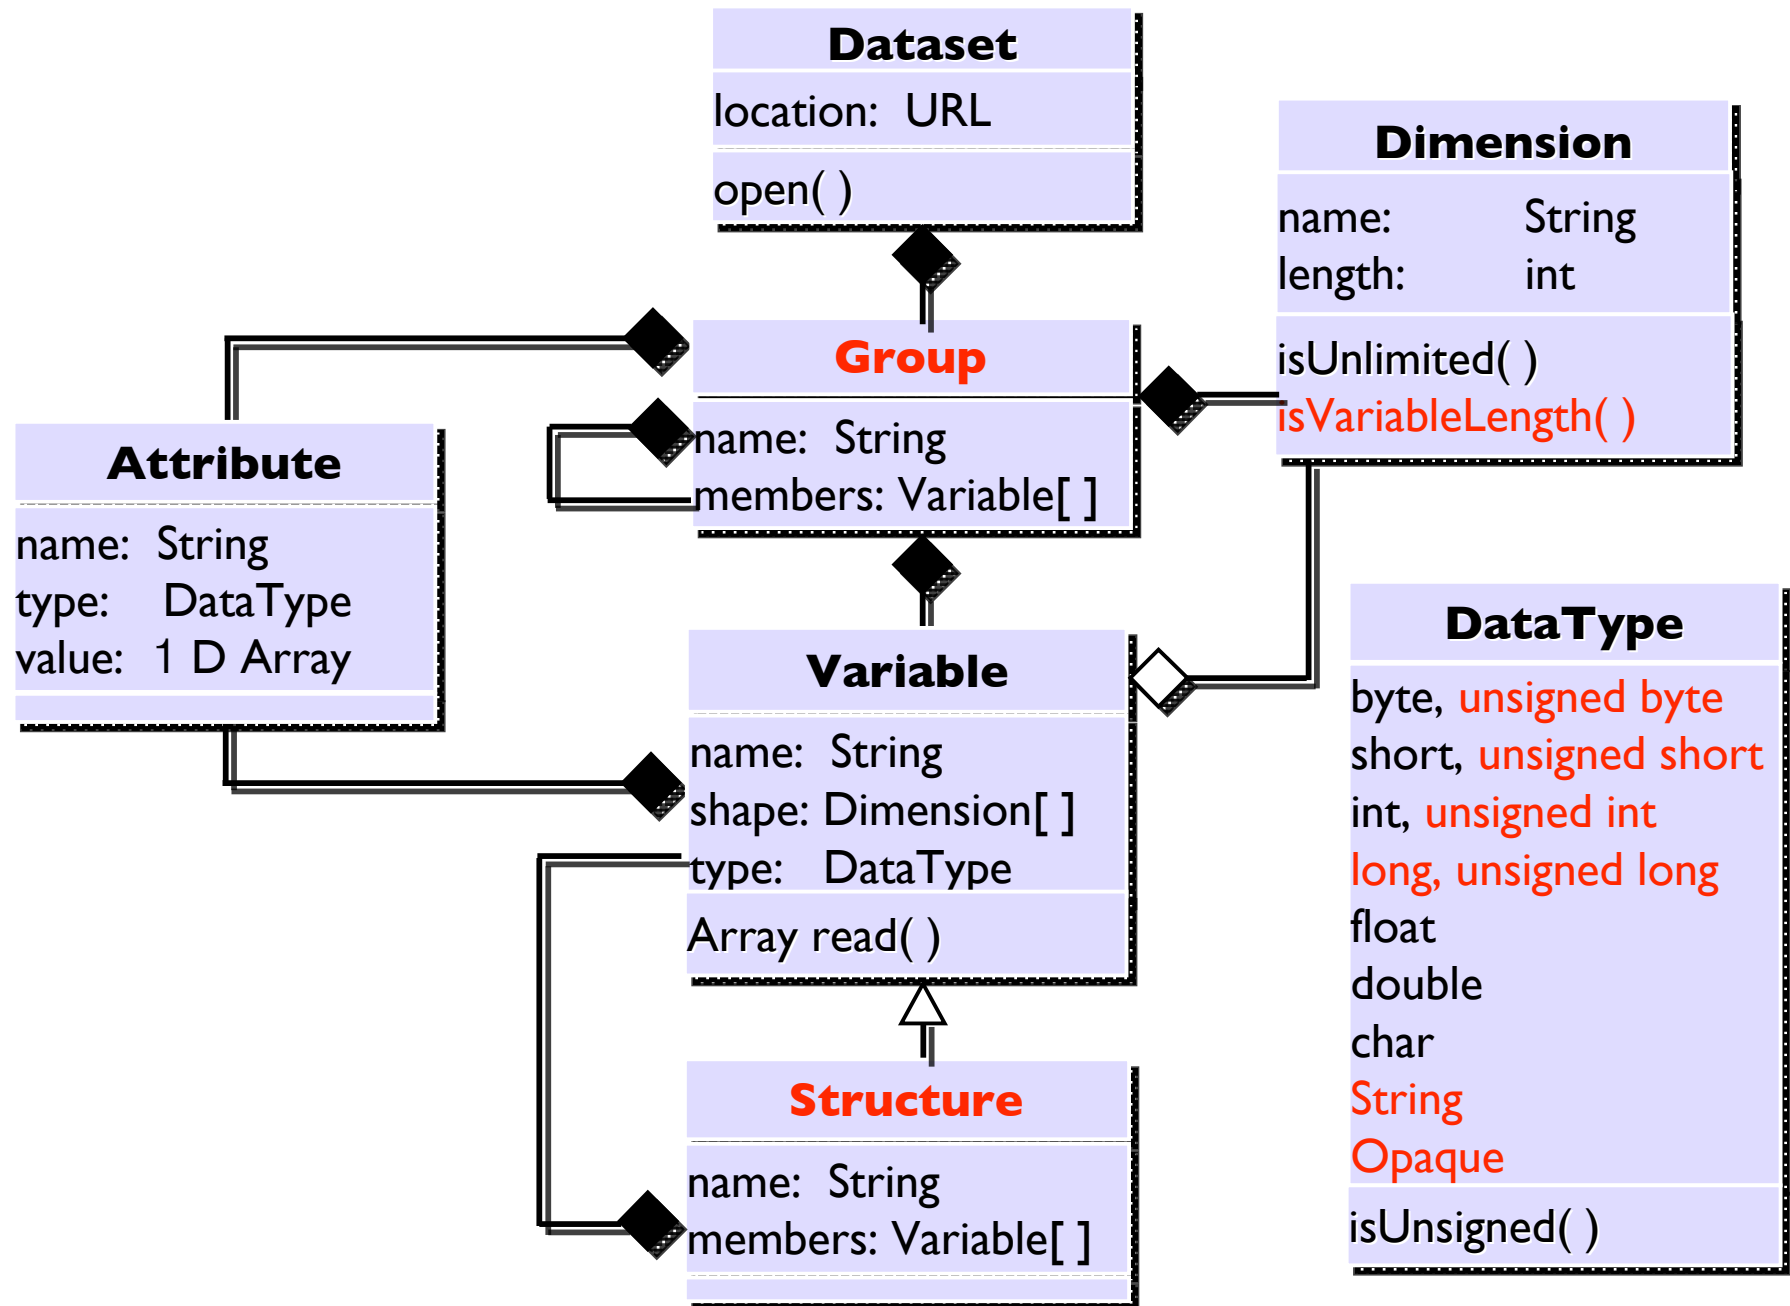 Dataset
location: URL
open( )
Dimension
name: String
length: int
isUnlimited( )
isVariableLength( )
Group
name: String
members: Variable[ ]
Attribute
name: String
type: DataType
value: 1 D Array
Variable
name: String
shape: Dimension[ ]
type: DataType
Array read( )
DataType
byte, unsigned byte
short, unsigned short
int, unsigned int
long, unsigned long
float
double
char
String
Opaque
isUnsigned( )
Structure
name: String
members: Variable[ ]